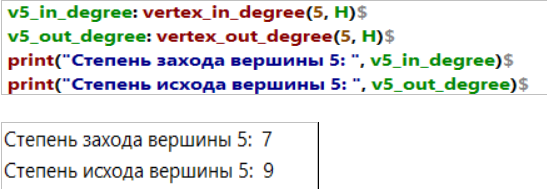 v5_in_degree: vertex_in_degree(5, H)$
v5_out_degree: vertex_out_degree(5, H)$
print("Степень захода вершины 5: ", v5_in_degree)$
print("Степень исхода вершины 5: ", v5_out_degree)$
Степень захода вершины 5: 7
Степень исхода вершины 5: 9